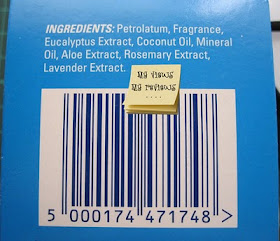 INGREDIENTS: Petrolatum, Fragrance,
Eucalyptus Extract, Coconut Oil, Mineral
Oil, Aloe Extract, Rosemary Extract,
Lavender Extract.
My views
My reviews
....
5 000174 471748 >